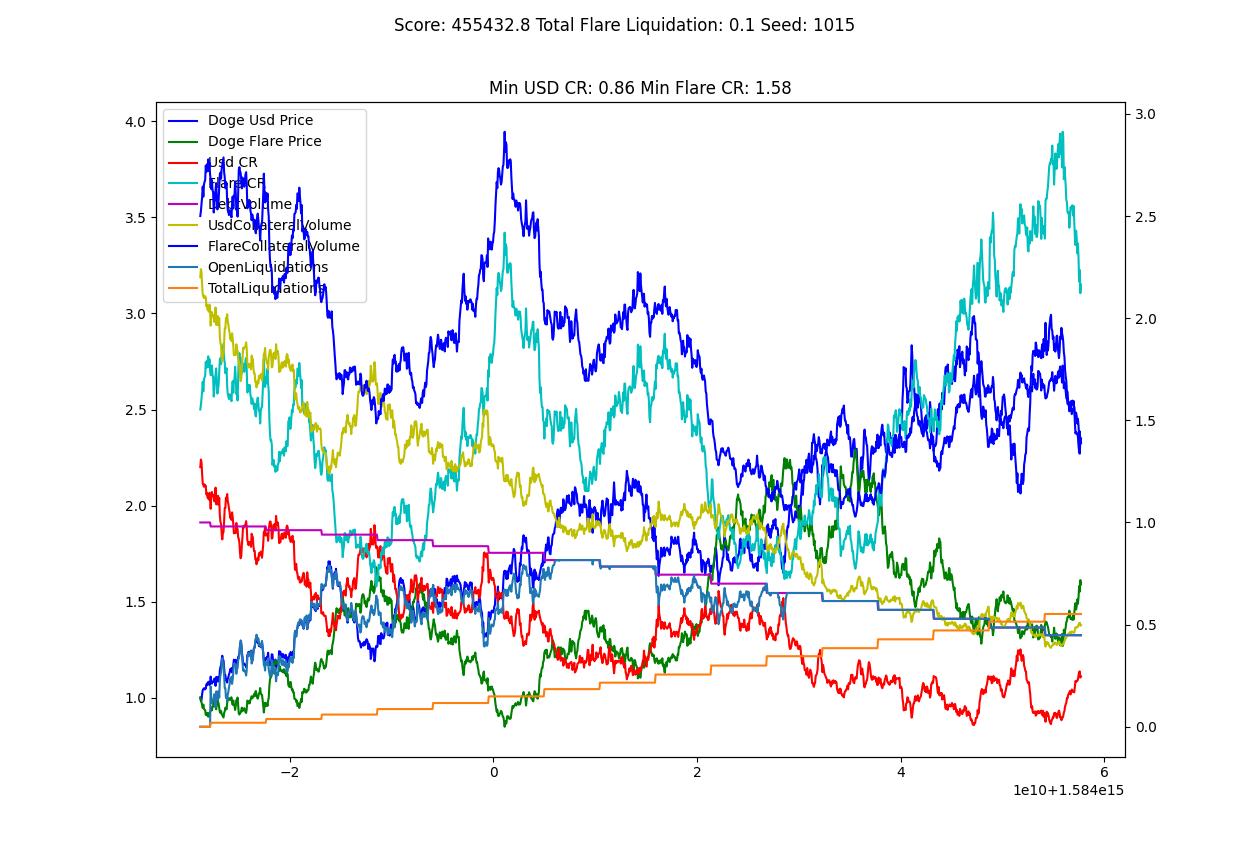 Score: 455432.8 Total Flare Liquidation: 0.1 Seed: 1015
Min USD CR: 0.86 Min Flare CR: 1.58
Doge Usd Price
Doge Flare Price
Usd CR
Flare CR
DebtVolume
UsdCollateralVolume
FlareCollateralVolume
OpenLiquidations
TotalLiquidations
4.0
3.5
3.0
2.5
2.0
1.5
1.0
3.0
2.5
2.0
1.5
1.0
0.5
0.0
−2
0
2
4
6
1e10+1.584e15